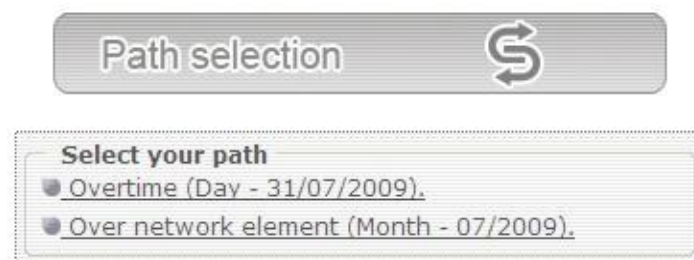 Path selection
Select your path
Overtime (Day - 31/07/2009).
Over network element (Month - 07/2009).